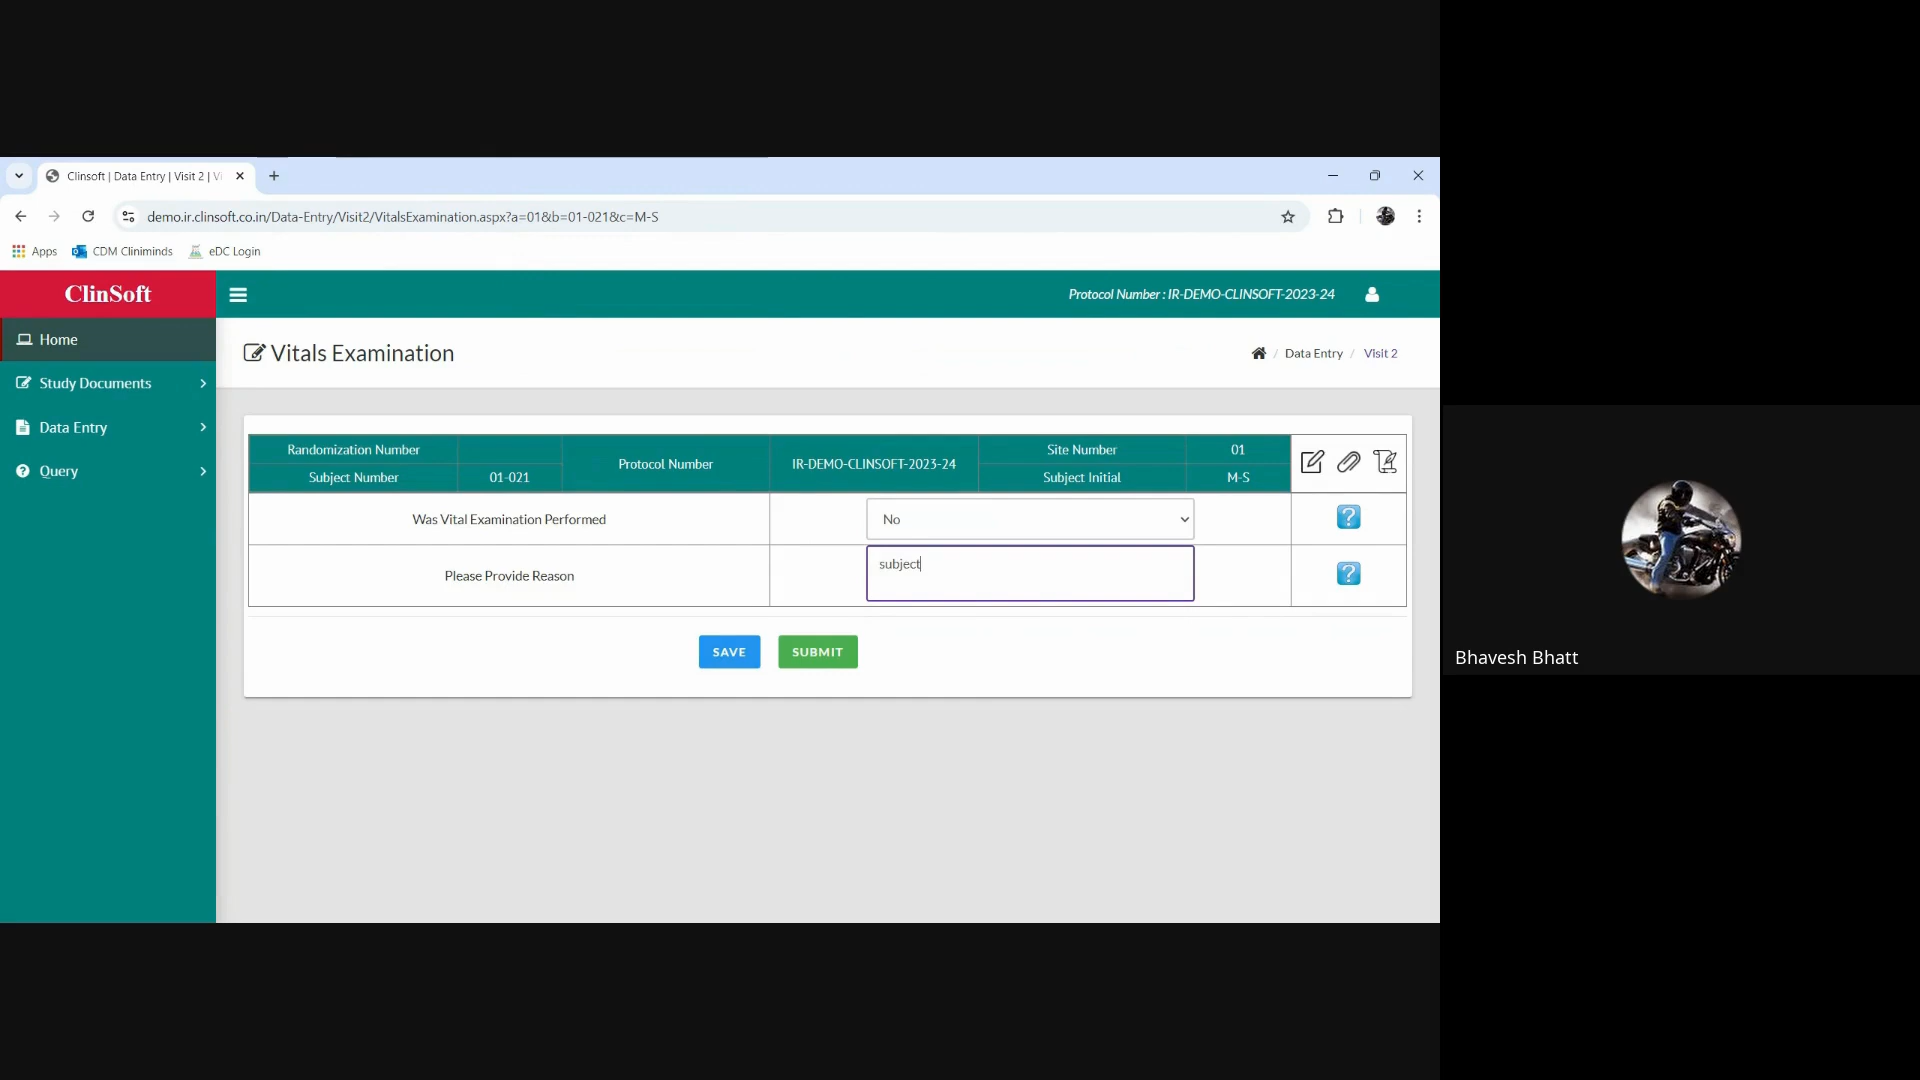 Clinsoft | Data Entry | Visit 2 | Vi
demo.ir.clinsoft.co.in/Data-Entry/Visit2/VitalsExamination.aspx?a=01&b=01-021&c=M-S
Apps
CDM Cliniminds
eDC Login
ClinSoft
Protocol Number : IR-DEMO-CLINSOFT-2023-24
Home
Study Documents
Data Entry
Query
Vitals Examination
/ Data Entry / Visit 2
Randomization Number
Subject Number
01-021
Protocol Number
IR-DEMO-CLINSOFT-2023-24
Site Number
01
Subject Initial
M-S
Was Vital Examination Performed
No
Please Provide Reason
subject
SAVE
SUBMIT
Bhavesh Bhatt